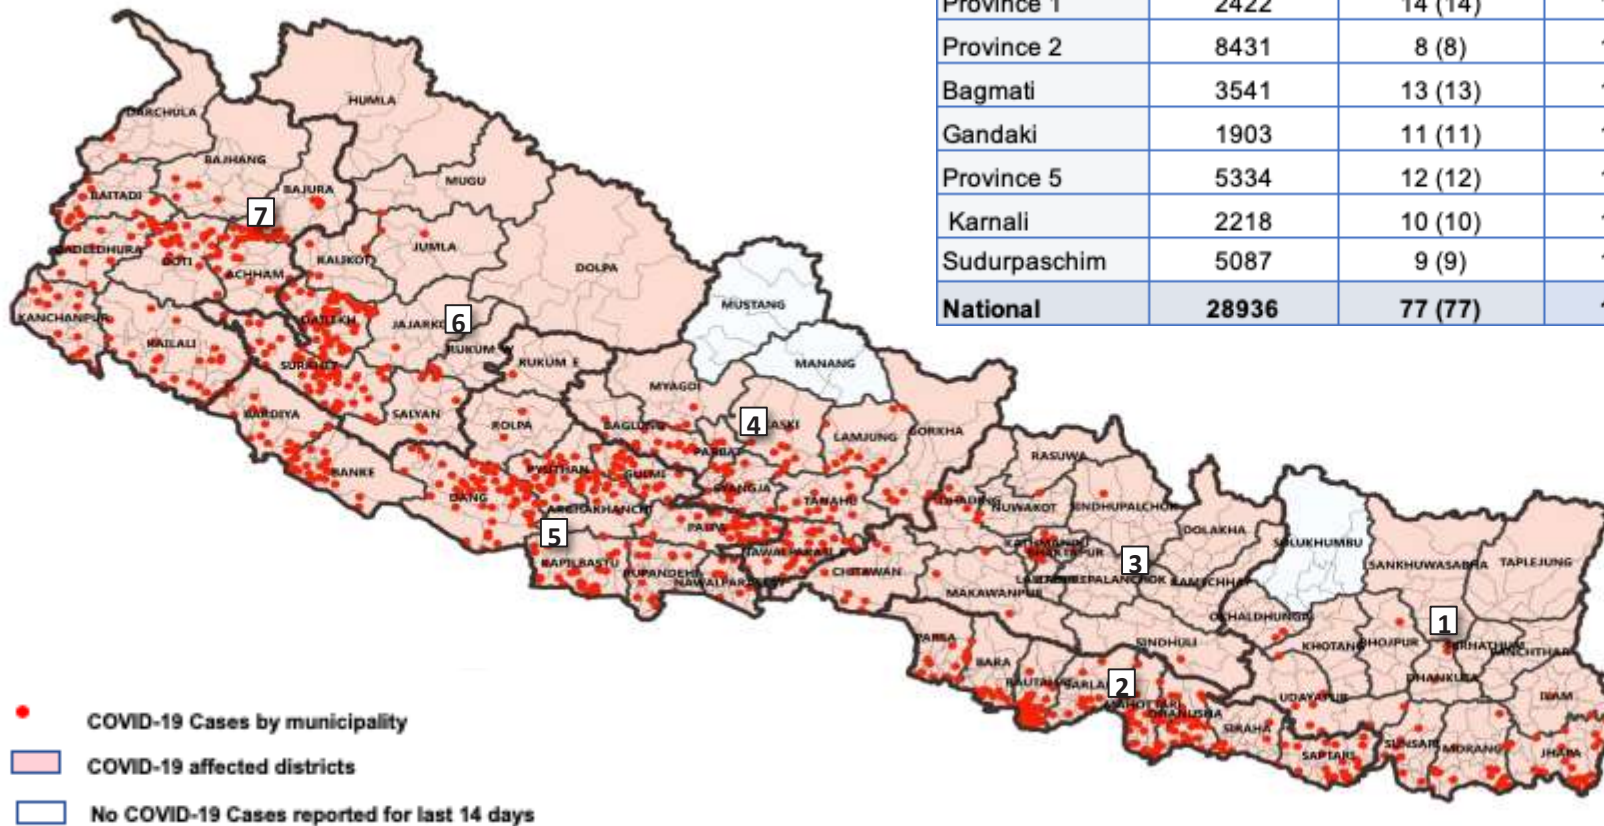 Province 1 2422 14 (14)
Province 2 8431 8 (8)
Bagmati 3541 13 (13)
Gandaki 1903 11 (11)
Province 5 5334 12 (12)
Karnali 2218 10 (10)
Sudurpaschim 5087 9 (9)
National 28936 77 (77)
HUMLA
DARCHULA
BAJHANG
MUGU
BAJURA
BAITADI
7
JUMLA
DADELDHURA
DOTI
KALIKOT
ACHHAM
DOLPA
MUSTANG
KANCHANPUR
DAILEKH
6
KAILALI
RUKUM W
RUKUM E
MANANG
SURKHET
MYAGDI
BARDIYA
SALYAN
ROLPA
BAGLUNG
4
LAMJUNG
GORKHA
PARBAT
RASUWA
BANKE
PYUTHAN
GULMI
DANG
SYANGJA
TANAHU
DHADING
NUWAKOT
SINDHUPALCHOK
ARGHAKHANCHI
5
PALPA
DOLAKHA
SOLUKHUMBU
KATHMANDU
BHAKTAPUR
3
SANKHUWASABHA
TAPLEJUNG
KAPILBASTU
RUPANDEHI
CHITAWAN
MAKAWANPUR
RAMECHHAP
OKHALDHUNGA
1
PARSA
SINDHULI
KHOTANG
BHOJPUR
BARA
DHANKUTA
2
UDAYAPUR
ILAM
DHANUSHA
SIRAHA
SAPTARI
SUNSARI
MORANG
JHAPA
COVID-19 Cases by municipality
COVID-19 affected districts
No COVID-19 Cases reported for last 14 days